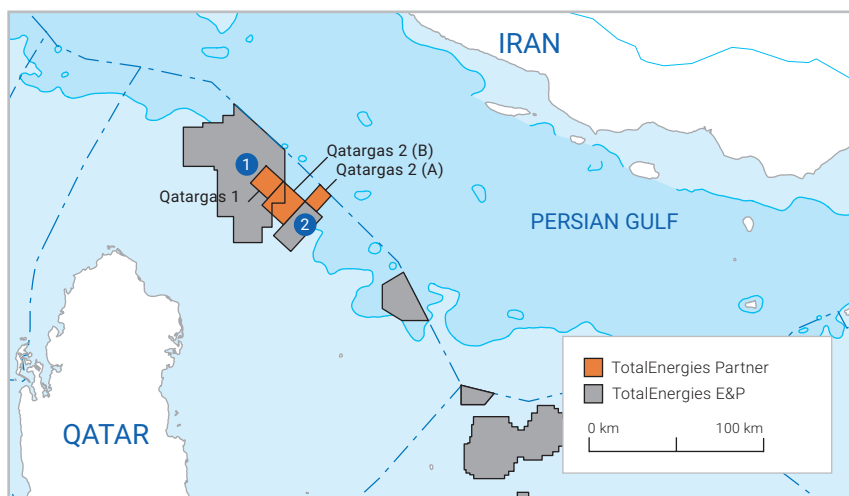 IRAN
1
Qatargas 2 (B)
Qatargas 2 (A)
Qatargas 1
2
PERSIAN GULF
TotalEnergies Partner
TotalEnergies E&P
0 km 100 km
QATAR